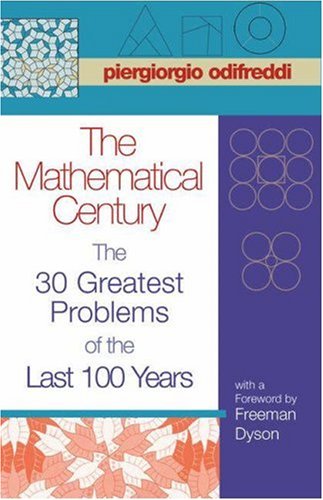 piergiorgio odifreddi
The
Mathematical
Century
The
30 Greatest
Problems
of the
Last 100 Years
with a
Foreword by
Freeman
Dyson